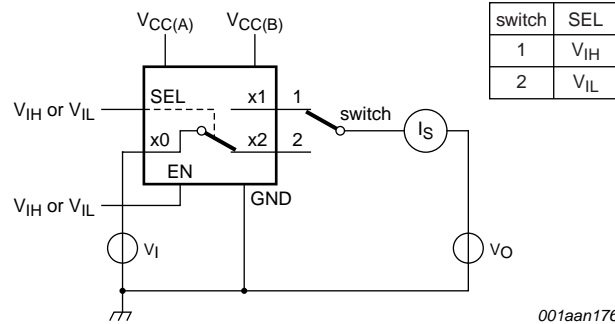 VCC(A) VCC(B)
switch SEL
1 VIH
2 VIL
VIH or VIL
SEL x1 1
switch
IS
x0 x2 2
EN
VIH or VIL
GND
VI
VO
001aan176